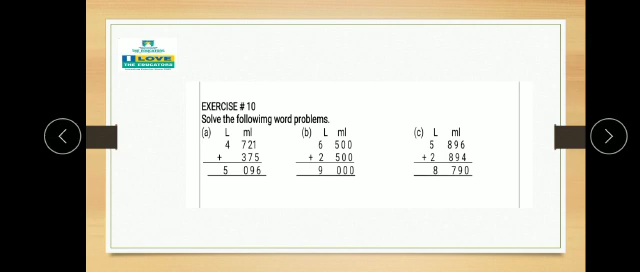 I LOVE
THE EDUCATORS
EXERCISE # 10
Solve the followimg word problems.
(a) L ml (b) L ml (c) L ml
4 721 6 500 5 896
+ 375 + 2 500 + 2 894
5 096 9 000 8 790